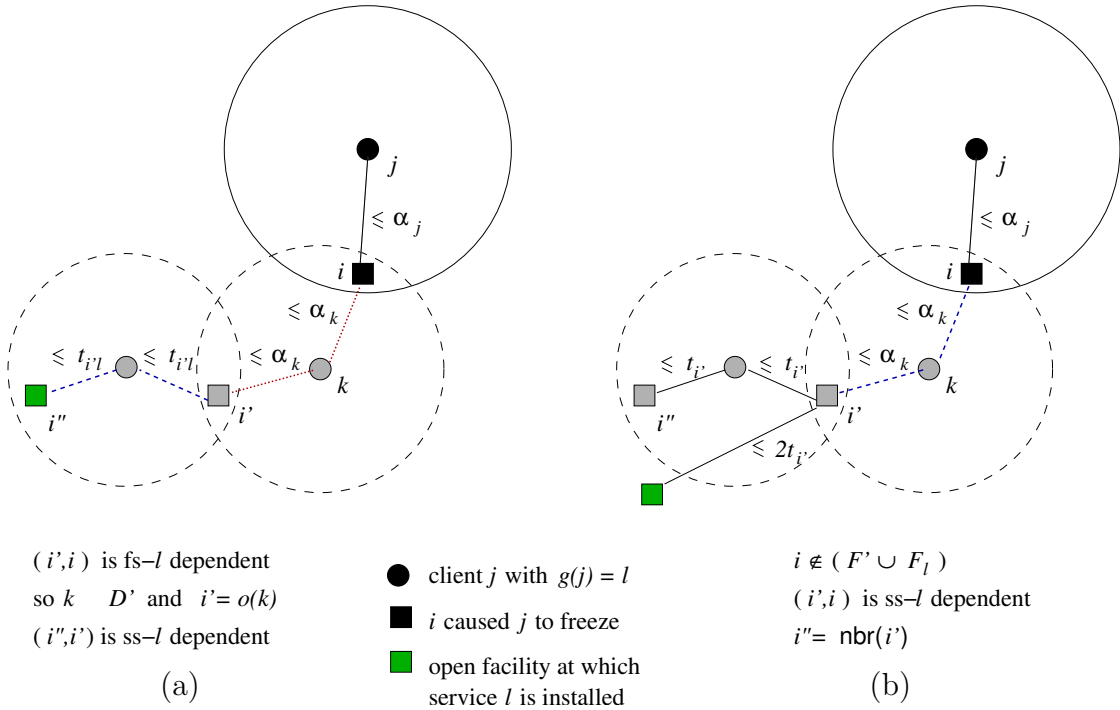 j
j
≤ α j
≤ α j
i
i
≤ α k
≤ α k
≤ t i'l
≤ t i'l
≤ α k
≤ t i'
≤ t i'
≤ α k
k
k
i''
i'
i''
i'
≤ 2t i'
( i',i ) is fs–l dependent
so k D' and i'= o(k)
( i'',i') is ss–l dependent
client j with g(j) = l
i caused j to freeze
open facility at which
service l is installed
i ∉ ( F' ∪ F l )
( i',i ) is ss–l dependent
i''= nbr(i')
(a)
(b)